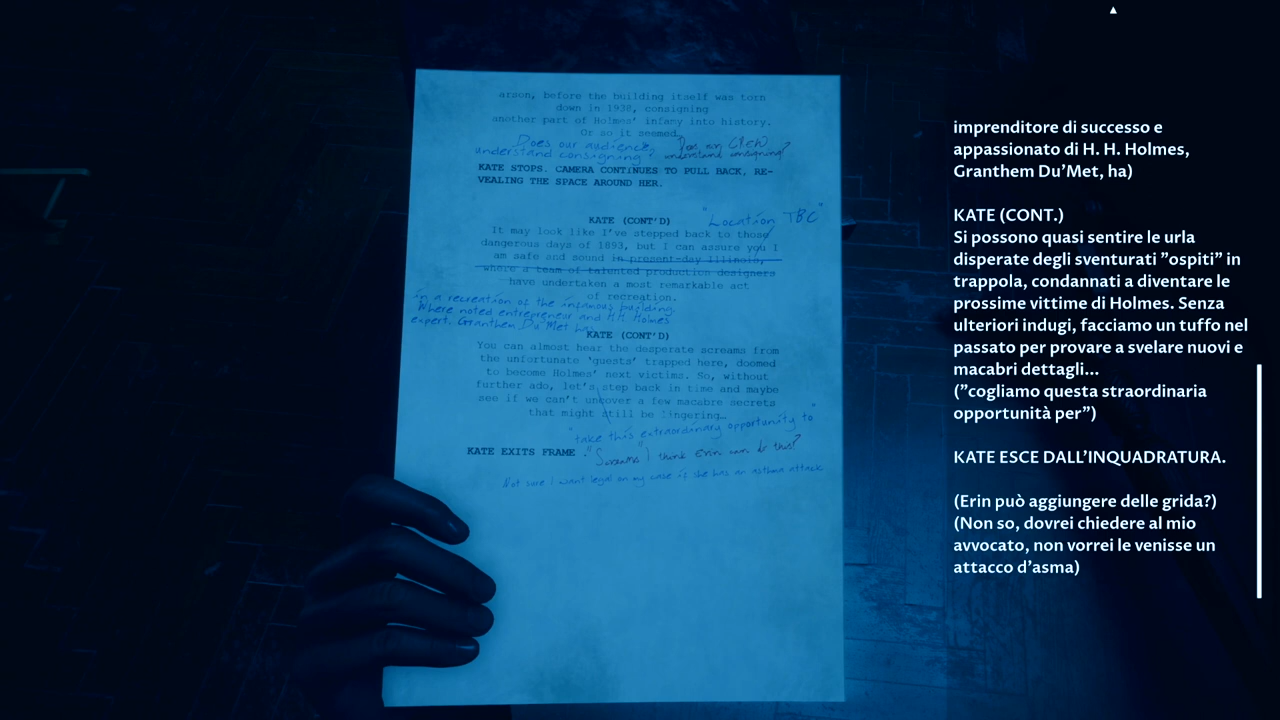 arson, before the building itself was torn
down in 1938, consigning
another part of Holmes' infamy into history.
Or so it seemed
Does our audience
understand consigning?
Does our CREW
understand consigning?
KATE STOPS. CAMERA CONTINUES TO PULL BACK, RE-
VEALING THE SPACE AROUND HER.
KATE (CONT'D)
"Location TBC"
It may look like I've stepped back to those
dangerous days of 1893, but I can assure you I
am safe and sound in present-day Illinois,
where a team of talented production designers
have undertaken a most remarkable act
of recreation.
in a recreation of the infamous building.
Where noted entrepreneur and H.H. Holmes
expert, Granthem Du'Met has
KATE (CONT'D)
You can almost hear the desperate screams from
the unfortunate 'guests' trapped here, doomed
to become Holmes' next victims. So, without
further ado, let's step back in time and maybe
see if we can't uncover a few macabre secrets
that might still be lingering…
"take this extraordinary opportunity to"
KATE EXITS FRAME.
"Screams" I think Erin can do this?
Not sure I want legal on my case if she has an asthma attack
imprenditore di successo e
appassionato di H. H. Holmes,
Granthem Du'Met, ha)
KATE (CONT.)
Si possono quasi sentire le urla
disperate degli sventurati "ospiti" in
trappola, condannati a diventare le
prossime vittime di Holmes. Senza
ulteriori indugi, facciamo un tuffo nel
passato per provare a svelare nuovi e
macabri dettagli...
("cogliamo questa straordinaria
opportunità per")
KATE ESCE DALL'INQUADRATURA.
(Erin può aggiungere delle grida?)
(Non so, dovrei chiedere al mio
avvocato, non vorrei le venisse un
attacco d'asma)